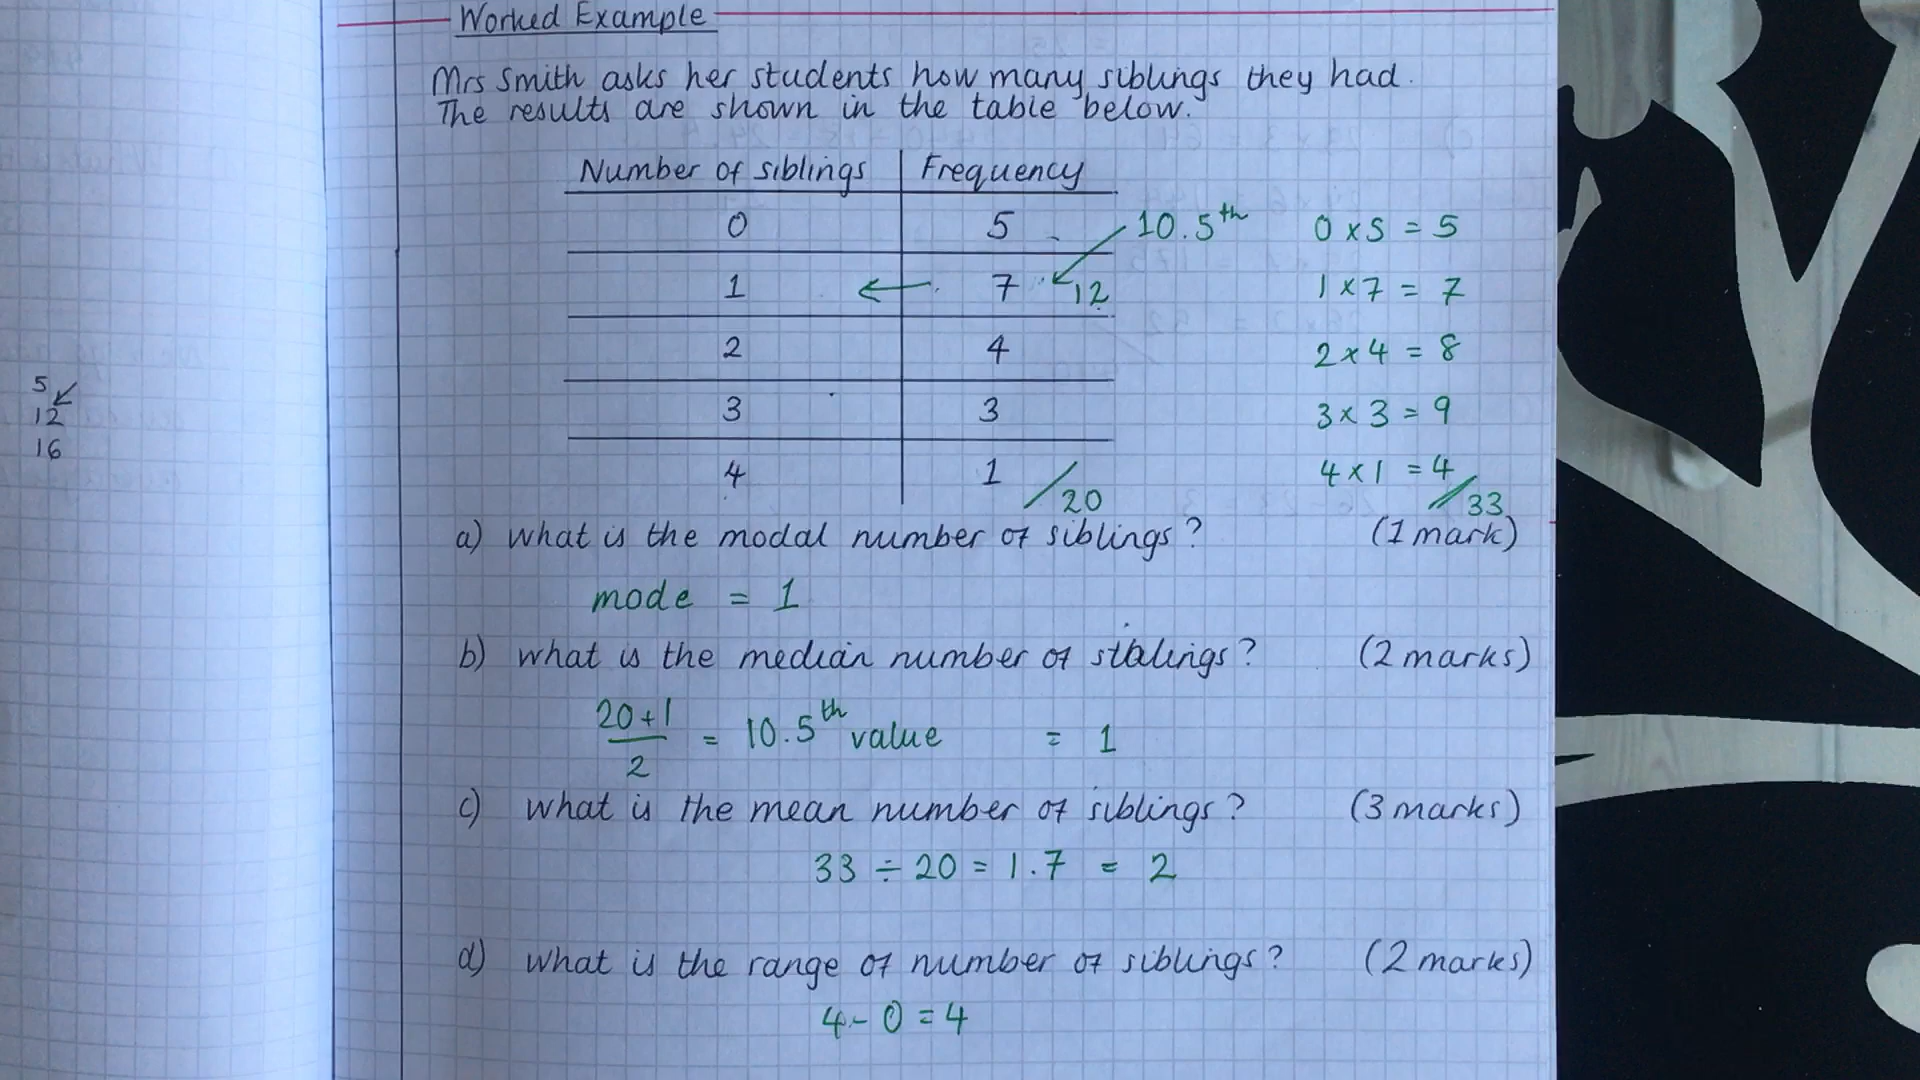 Worked Example
Mrs Smith asks her students how many siblings they had.
The results are shown in the table below.
Number of siblings Frequency
0 5 10.5th 0 x 5 = 5
1 ← 7 12 1 x 7 = 7
2 4 2 x 4 = 8
3 3 3 x 3 = 9
4 1 /20 4 x 1 = 4 /33
5
12
16
a) what is the modal number of siblings? (1 mark)
mode = 1
b) what is the median number of siblings? (2 marks)
20+1
2
= 10.5th value = 1
c) what is the mean number of siblings? (3 marks)
33 ÷ 20 = 1.7 = 2
d) what is the range of number of siblings? (2 marks)
4 - 0 = 4